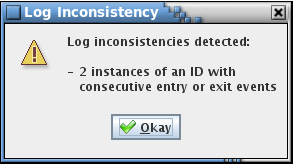 Log Inconsistency
Log inconsistencies detected:
- 2 instances of an ID with
consecutive entry or exit events
Okay